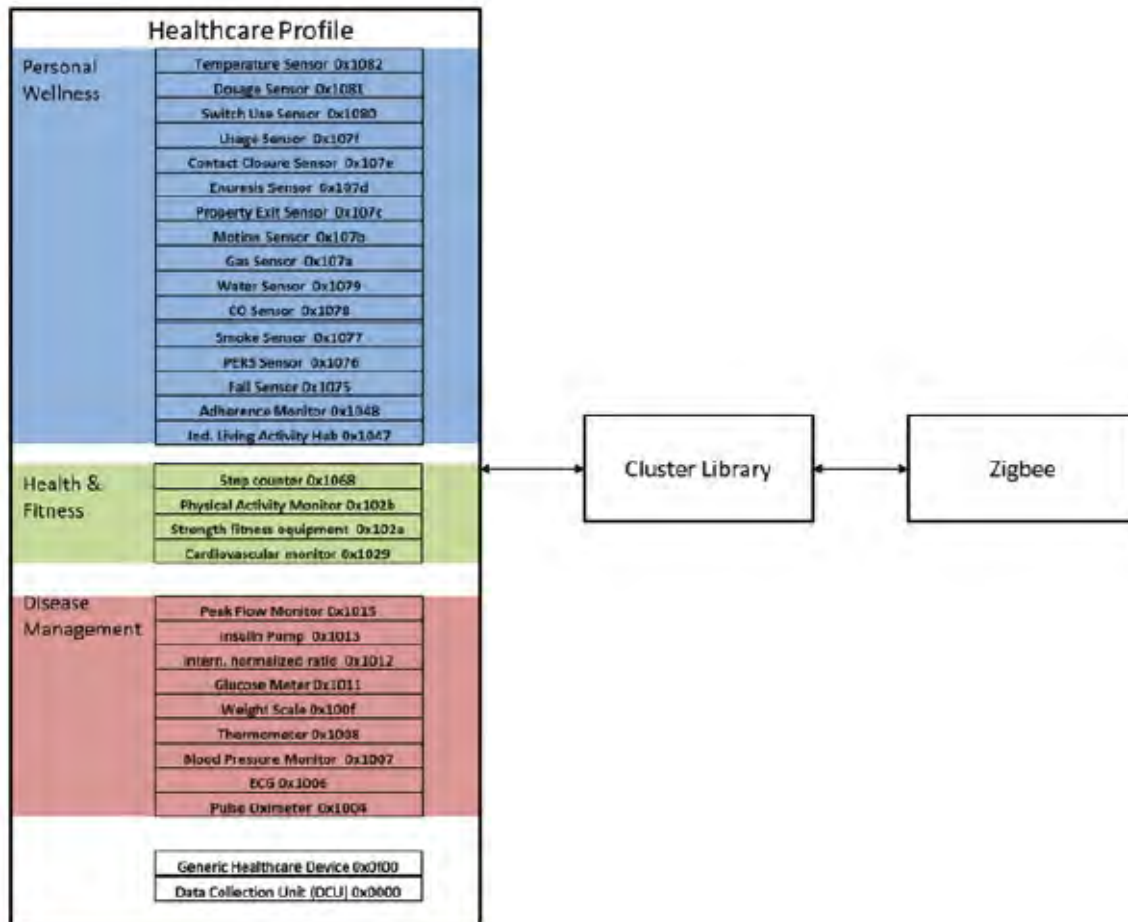 Healthcare Profile
Personal
Wellness
Temperature Sensor 0x1082
Dosage Sensor 0x1081
Switch Use Sensor 0x1080
Usage Sensor 0x107f
Contact Closure Sensor 0x107e
Enuresis Sensor 0x107d
Property Exit Sensor 0x107c
Motion Sensor 0x107b
Gas Sensor 0x107a
Water Sensor 0x1079
CO Sensor 0x1078
Smoke Sensor 0x1077
PERS Sensor 0x1076
Fall Sensor 0x1075
Adherence Monitor 0x1048
Ind. Living Activity Hub 0x1047
Health &
Fitness
Step counter 0x1068
Physical Activity Monitor 0x102b
Strength fitness equipment 0x102a
Cardiovascular monitor 0x1029
Disease
Management
Peak Flow Monitor 0x1015
Insulin Pump 0x1013
Intern. normalized ratio 0x1012
Glucose Meter 0x1011
Weight Scale 0x100f
Thermometer 0x1008
Blood Pressure Monitor 0x1007
ECG 0x1006
Pulse Oximeter 0x1004
Generic Healthcare Device 0x0f00
Data Collection Unit (DCU) 0x0000
Cluster Library
Zigbee